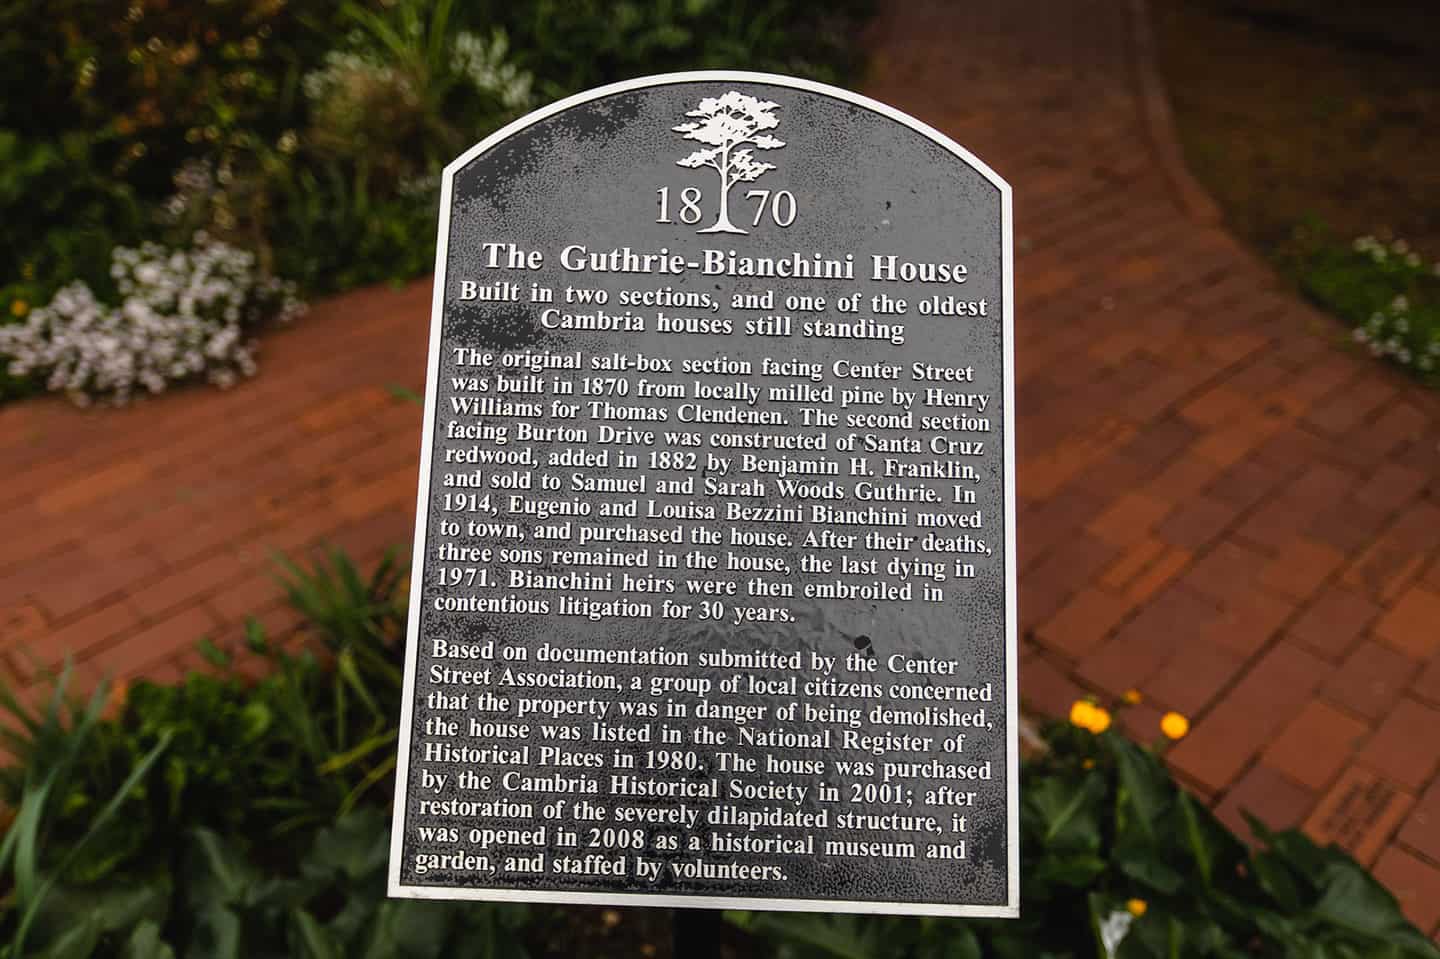 1870
The Guthrie-Bianchini House
Built in two sections, and one of the oldest
Cambria houses still standing
The original salt-box section facing Center Street
was built in 1870 from locally milled pine by Henry
Williams for Thomas Clendenen. The second section
facing Burton Drive was constructed of Santa Cruz
redwood, added in 1882 by Benjamin H. Franklin,
and sold to Samuel and Sarah Woods Guthrie. In
1914, Eugenio and Louisa Bezzini Bianchini moved
to town, and purchased the house. After their deaths,
three sons remained in the house, the last dying in
1971. Bianchini heirs were then embroiled in
contentious litigation for 30 years.
Based on documentation submitted by the Center
Street Association, a group of local citizens concerned
that the property was in danger of being demolished,
the house was listed in the National Register of
Historical Places in 1980. The house was purchased
by the Cambria Historical Society in 2001; after
restoration of the severely dilapidated structure, it
was opened in 2008 as a historical museum and
garden, and staffed by volunteers.